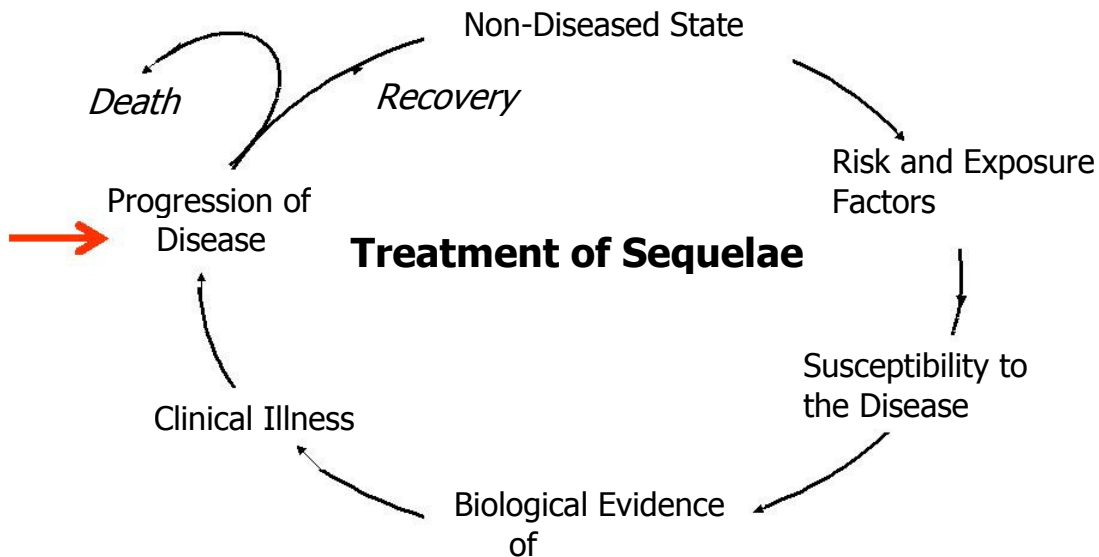 Non-Diseased State
Death
Recovery
Risk and Exposure
Factors
Progression of
Disease
Treatment of Sequelae
Susceptibility to
the Disease
Clinical Illness
Biological Evidence
of